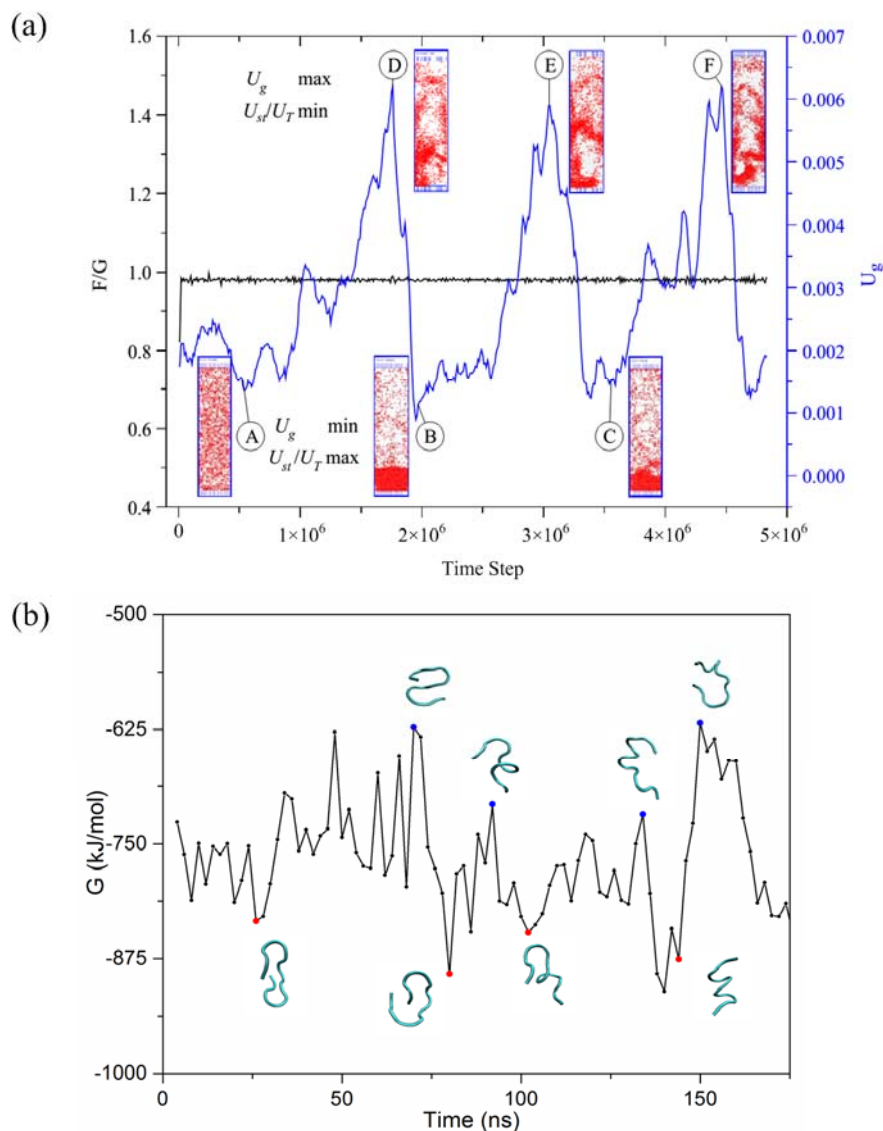 (a)
1.6
1.4
1.2
1.0
0.8
0.6
0.4
F/G
0.007
0.006
0.005
0.004
0.003
0.002
0.001
0.000
U_g
D
E
F
U_g max
U_st/U_T min
A
B
C
U_g min
U_st/U_T max
0
1×10^6
2×10^6
3×10^6
4×10^6
5×10^6
Time Step
(b)
-500
-625
-750
-875
-1000
G (kJ/mol)
0
50
100
150
Time (ns)